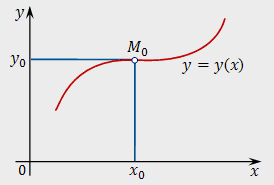 y
M₀
y₀
y = y(x)
0
x₀
x